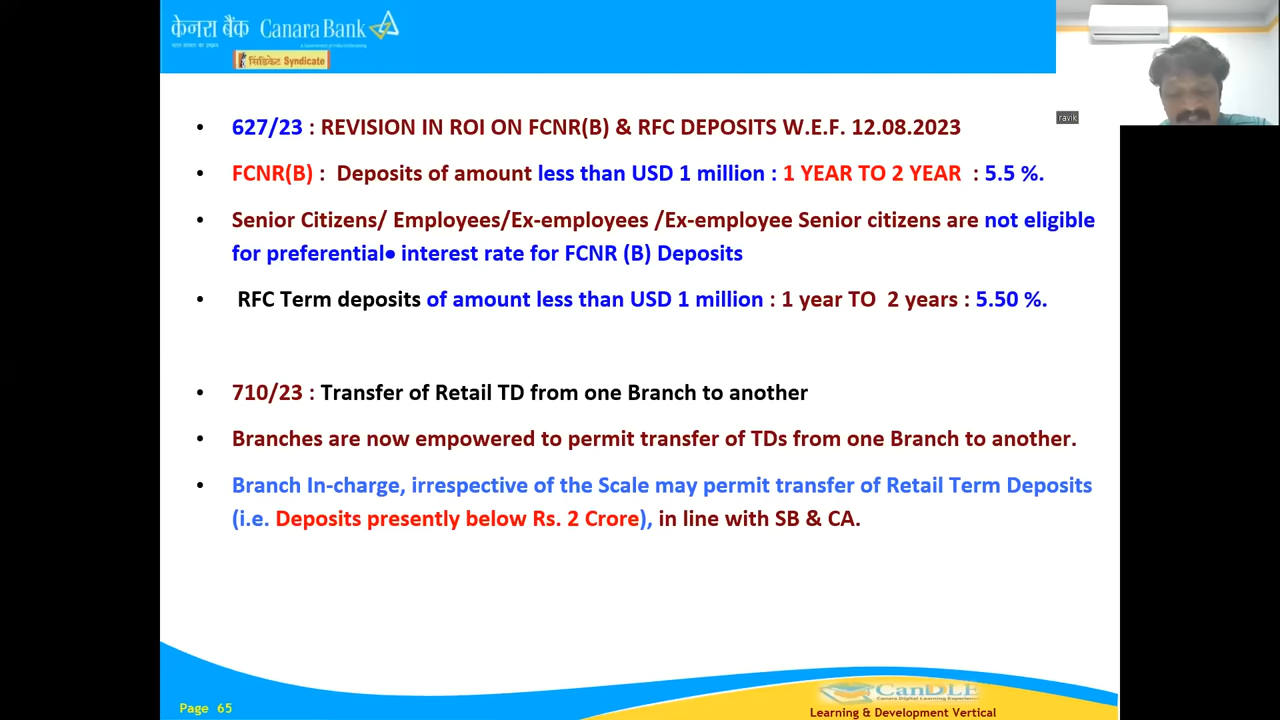 केनरा बैंक Canara Bank
सिंडिकेट Syndicate
ravik
• 627/23 : REVISION IN ROI ON FCNR(B) & RFC DEPOSITS W.E.F. 12.08.2023
• FCNR(B) : Deposits of amount less than USD 1 million : 1 YEAR TO 2 YEAR : 5.5 %.
• Senior Citizens/ Employees/Ex-employees /Ex-employee Senior citizens are not eligible
for preferential• interest rate for FCNR (B) Deposits
• RFC Term deposits of amount less than USD 1 million : 1 year TO 2 years : 5.50 %.
• 710/23 : Transfer of Retail TD from one Branch to another
• Branches are now empowered to permit transfer of TDs from one Branch to another.
• Branch In-charge, irrespective of the Scale may permit transfer of Retail Term Deposits
(i.e. Deposits presently below Rs. 2 Crore), in line with SB & CA.
CanDLE
Canara Digital Learning Experience
Page 65
Learning & Development Vertical